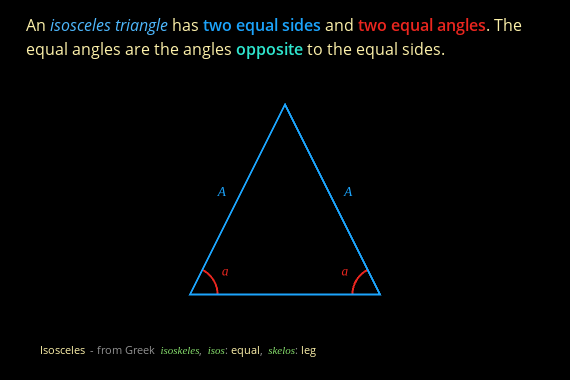 An isosceles triangle has two equal sides and two equal angles. The
equal angles are the angles opposite to the equal sides.
A A
a a
Isosceles - from Greek isoskeles, isos: equal, skelos: leg